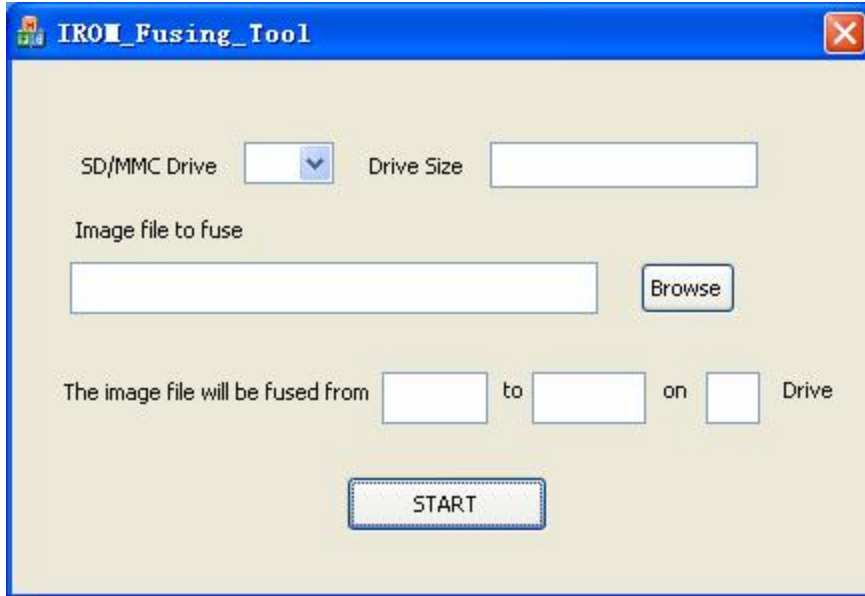 IROM_Fusing_Tool
SD/MMC Drive Drive Size
Image file to fuse
Browse
The image file will be fused from to on Drive
START